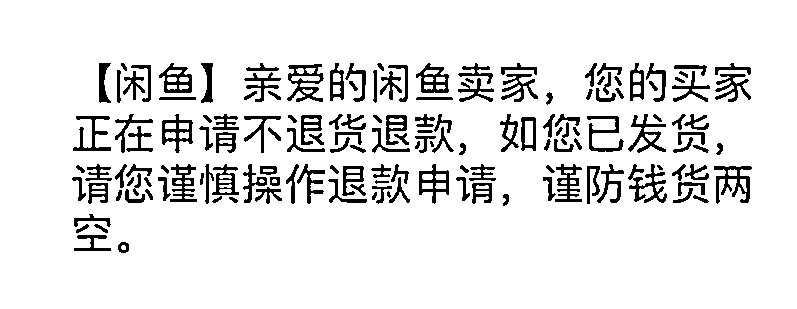 【闲鱼】亲爱的闲鱼卖家，您的买家
正在申请不退货退款，如您已发货，
请您谨慎操作退款申请，谨防钱货两
空。